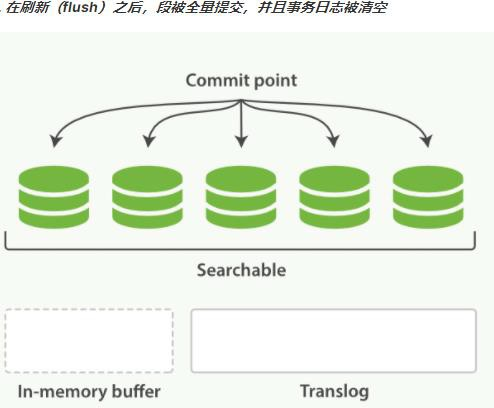 . 在刷新（flush）之后，段被全量提交，并且事务日志被清空
Commit point
Searchable
In-memory buffer
Translog